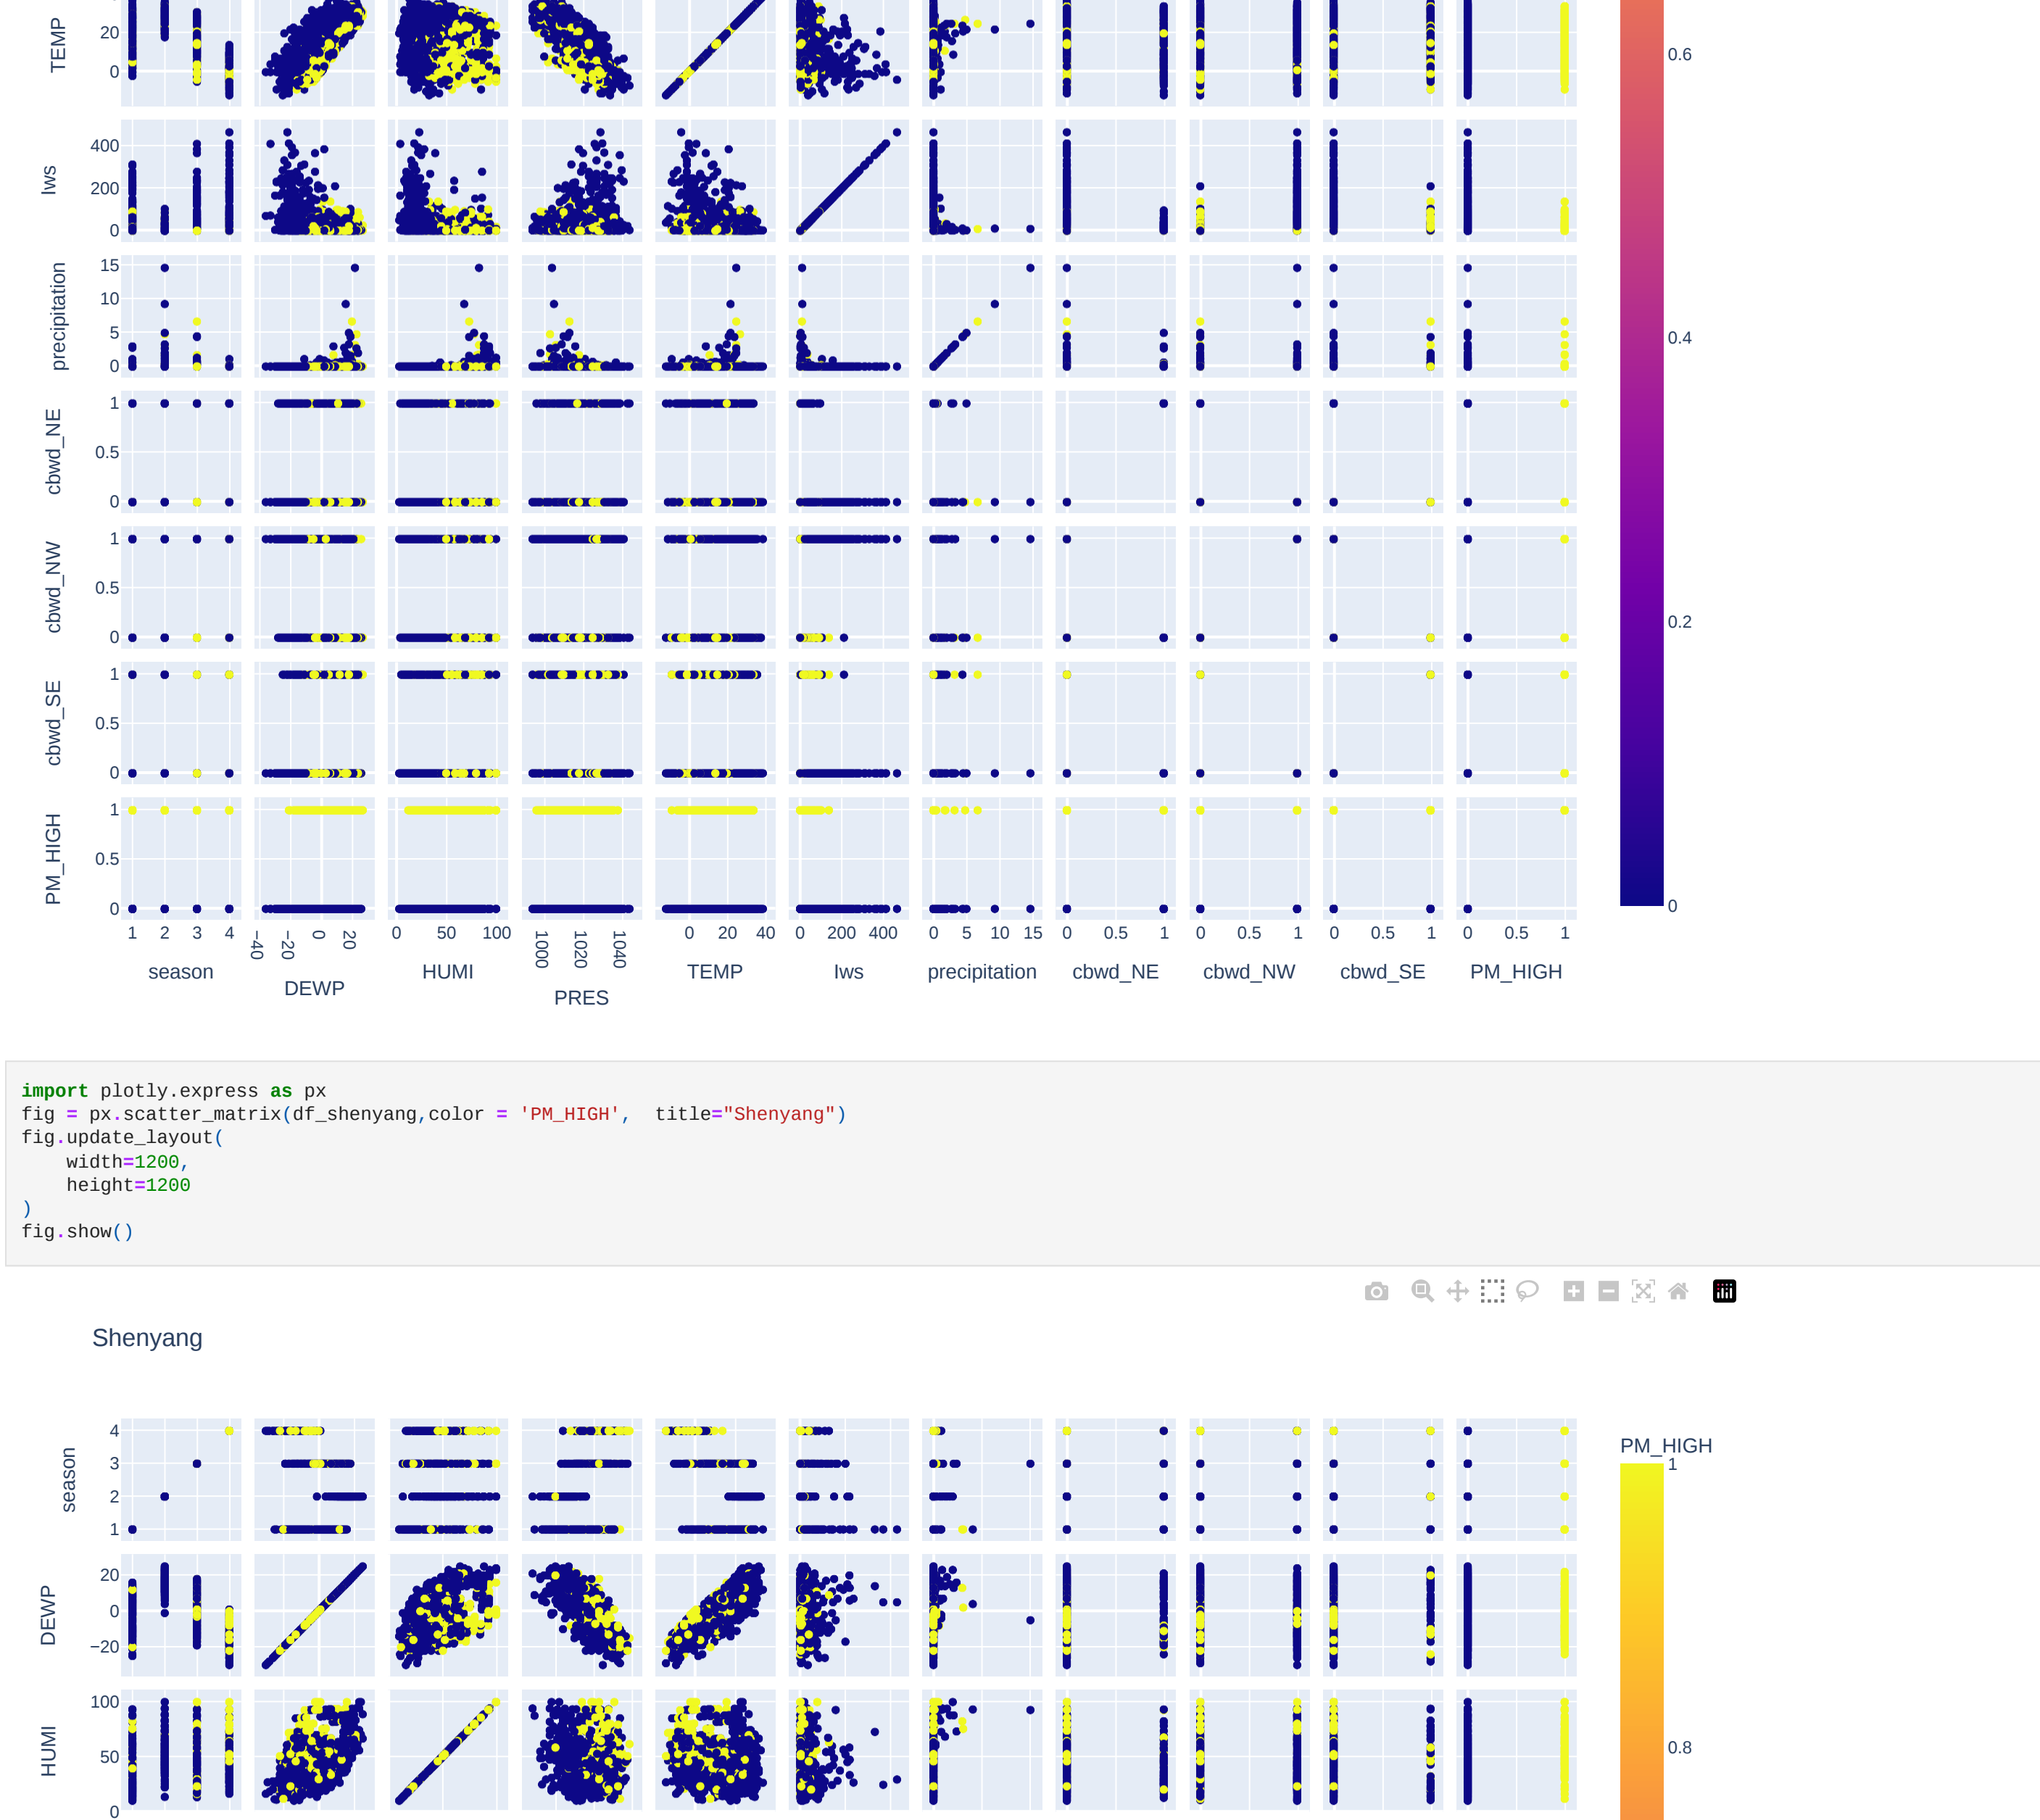 TEMP
20
0
0.6
Iws
400
200
0
precipitation
15
10
5
0
0.4
cbwd_NE
1
0.5
0
cbwd_NW
1
0.5
0
0.2
cbwd_SE
1
0.5
0
PM_HIGH
1
0.5
0
0
1 2 3 4 −40 −20 0 20 0 50 100 1000 1020 1040 0 20 40 0 200 400 0 5 10 15 0 0.5 1 0 0.5 1 0 0.5 1 0 0.5 1
season DEWP HUMI PRES TEMP Iws precipitation cbwd_NE cbwd_NW cbwd_SE PM_HIGH
import plotly.express as px
fig = px.scatter_matrix(df_shenyang,color = 'PM_HIGH',  title="Shenyang")
fig.update_layout(
    width=1200,
    height=1200
)
fig.show()
Shenyang
season
4
3
2
1
PM_HIGH
1
DEWP
20
0
−20
HUMI
100
50
0
0.8